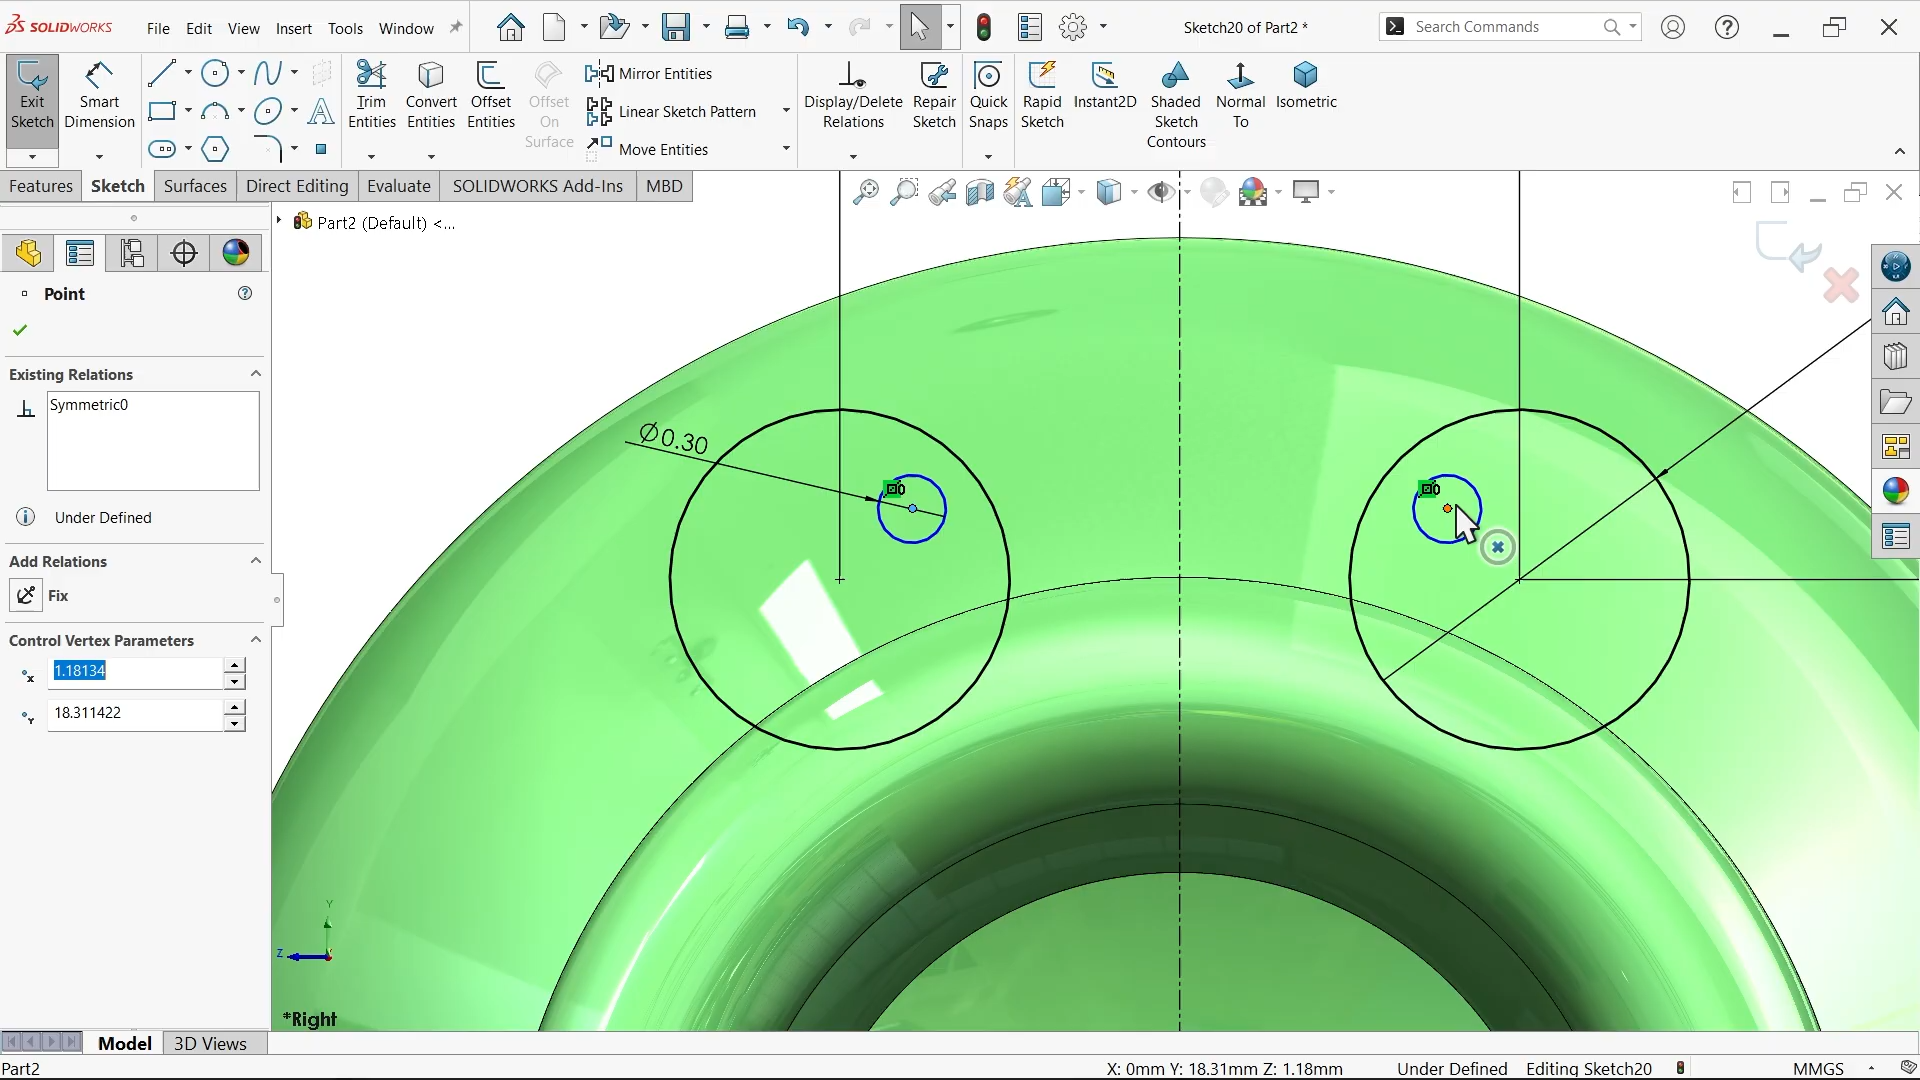 SOLIDWORKS
File Edit View Insert Tools Window
Sketch20 of Part2 *
Search Commands
Exit Sketch
Smart Dimension
Trim Entities
Convert Entities
Offset Entities
Offset On Surface
Mirror Entities
Linear Sketch Pattern
Move Entities
Display/Delete Relations
Repair Sketch
Quick Snaps
Rapid Sketch
Instant2D
Shaded Sketch Contours
Normal To
Isometric
Features Sketch Surfaces Direct Editing Evaluate SOLIDWORKS Add-Ins MBD
Part2 (Default) <...
Point
Existing Relations
Symmetric0
Under Defined
Add Relations
Fix
Control Vertex Parameters
x 1.18134
Y 18.311422
Ø0.30
0
0
Y
Z
*Right
Model 3D Views
Part2 X: 0mm Y: 18.31mm Z: 1.18mm Under Defined Editing Sketch20 MMGS